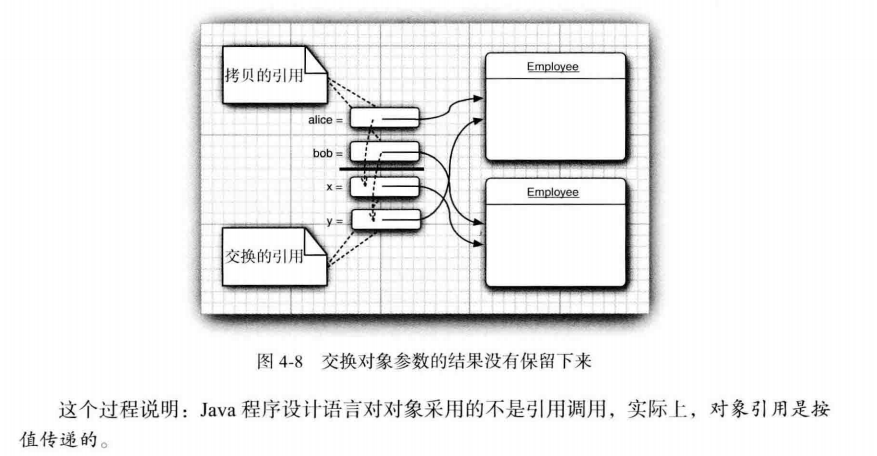 拷贝的引用
Employee
alice =
bob =
x =
Employee
y =
交换的引用
图 4-8 交换对象参数的结果没有保留下来
这个过程说明：Java 程序设计语言对对象采用的不是引用调用，实际上，对象引用是按
值传递的。